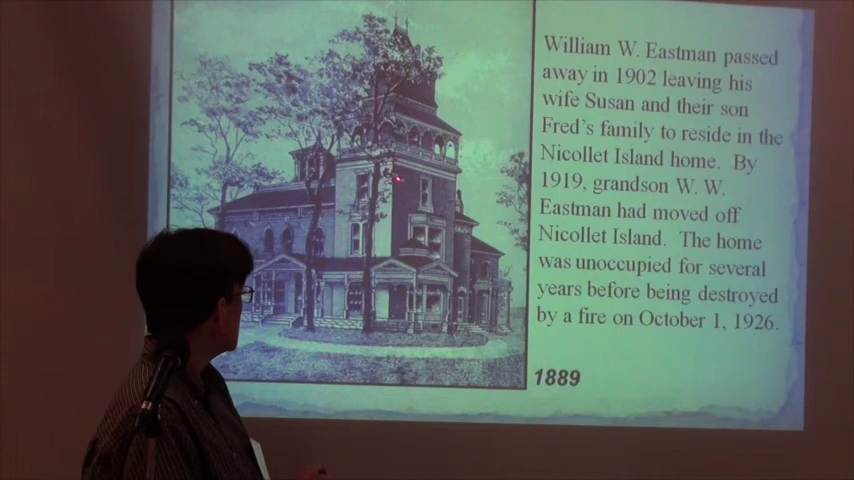 William W. Eastman passed
away in 1902 leaving his
wife Susan and their son
Fred's family to reside in the
Nicollet Island home. By
1919, grandson W. W.
Eastman had moved off
Nicollet Island. The home
was unoccupied for several
years before being destroyed
by a fire on October 1, 1926.
1889